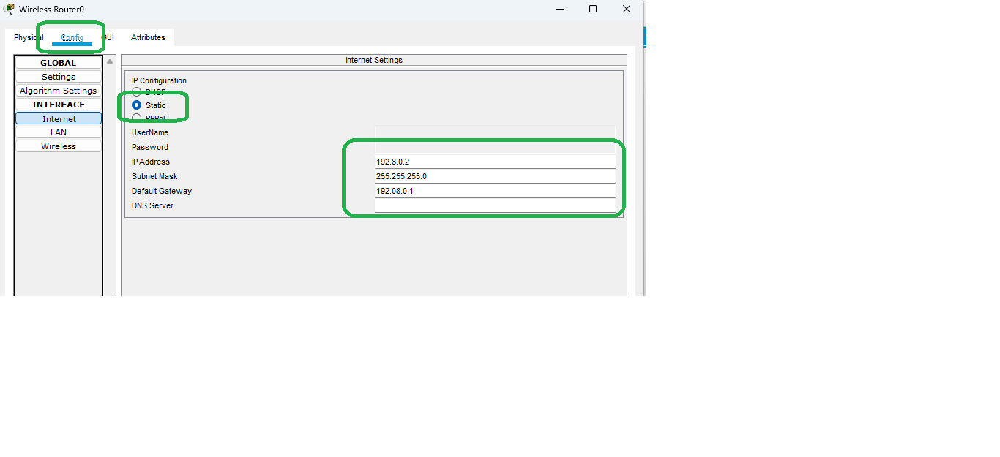 Wireless Router0
Physical Config GUI Attributes
GLOBAL
Settings
Algorithm Settings
INTERFACE
Internet
LAN
Wireless
Internet Settings
IP Configuration
DHCP
Static
PPPoE
UserName
Password
IP Address 192.8.0.2
Subnet Mask 255.255.255.0
Default Gateway 192.08.0.1
DNS Server